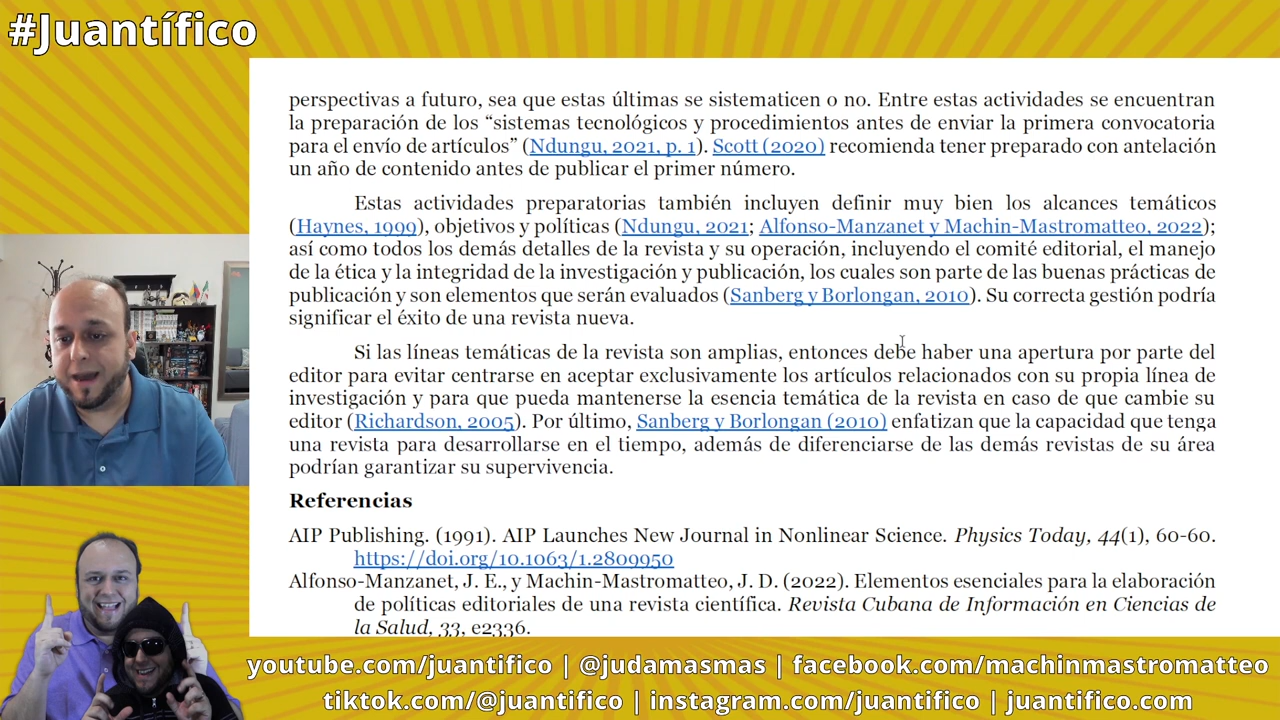 #Juantífico
perspectivas a futuro, sea que estas últimas se sistematicen o no. Entre estas actividades se encuentran
la preparación de los “sistemas tecnológicos y procedimientos antes de enviar la primera convocatoria
para el envío de artículos” (Ndungu, 2021, p. 1). Scott (2020) recomienda tener preparado con antelación
un año de contenido antes de publicar el primer número.
Estas actividades preparatorias también incluyen definir muy bien los alcances temáticos
(Haynes, 1999), objetivos y políticas (Ndungu, 2021; Alfonso-Manzanet y Machin-Mastromatteo, 2022);
así como todos los demás detalles de la revista y su operación, incluyendo el comité editorial, el manejo
de la ética y la integridad de la investigación y publicación, los cuales son parte de las buenas prácticas de
publicación y son elementos que serán evaluados (Sanberg y Borlongan, 2010). Su correcta gestión podría
significar el éxito de una revista nueva.
Si las líneas temáticas de la revista son amplias, entonces debe haber una apertura por parte del
editor para evitar centrarse en aceptar exclusivamente los artículos relacionados con su propia línea de
investigación y para que pueda mantenerse la esencia temática de la revista en caso de que cambie su
editor (Richardson, 2005). Por último, Sanberg y Borlongan (2010) enfatizan que la capacidad que tenga
una revista para desarrollarse en el tiempo, además de diferenciarse de las demás revistas de su área
podrían garantizar su supervivencia.
Referencias
AIP Publishing. (1991). AIP Launches New Journal in Nonlinear Science. Physics Today, 44(1), 60-60.
https://doi.org/10.1063/1.2809950
Alfonso-Manzanet, J. E., y Machin-Mastromatteo, J. D. (2022). Elementos esenciales para la elaboración
de políticas editoriales de una revista científica. Revista Cubana de Información en Ciencias de
la Salud, 33, e2336.
youtube.com/juantifico | @judamasmas | facebook.com/machinmastromatteo
tiktok.com/@juantifico | instagram.com/juantifico | juantifico.com